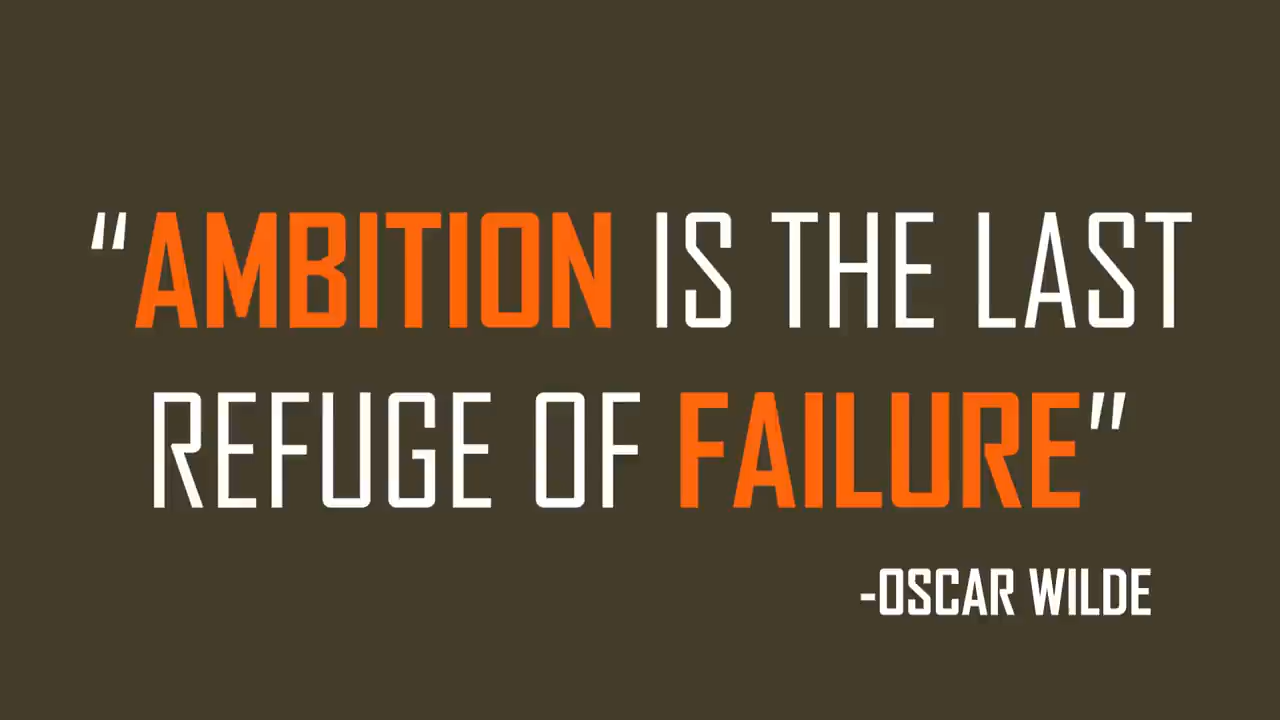 “AMBITION IS THE LAST
REFUGE OF FAILURE”
-OSCAR WILDE